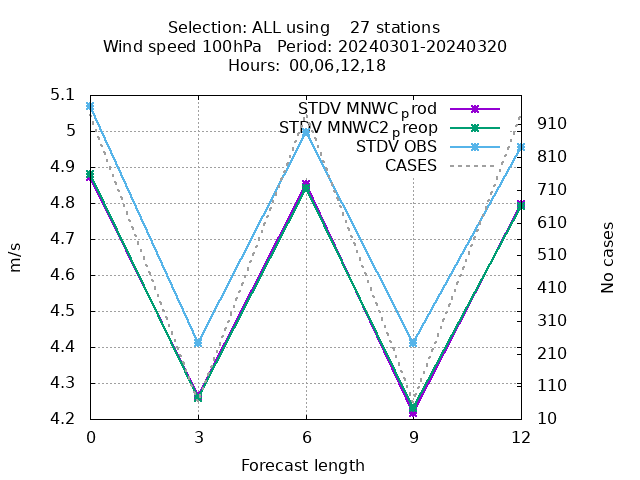 Selection: ALL using 27 stations
Wind speed 100hPa Period: 20240301-20240320
Hours: 00,06,12,18
STDV MNWCprod
STDV MNWC2preop
STDV OBS
CASES
5.1
5
4.9
4.8
4.7
4.6
4.5
4.4
4.3
4.2
m/s
910
810
710
610
510
410
310
210
110
10
No cases
0 3 6 9 12
Forecast length